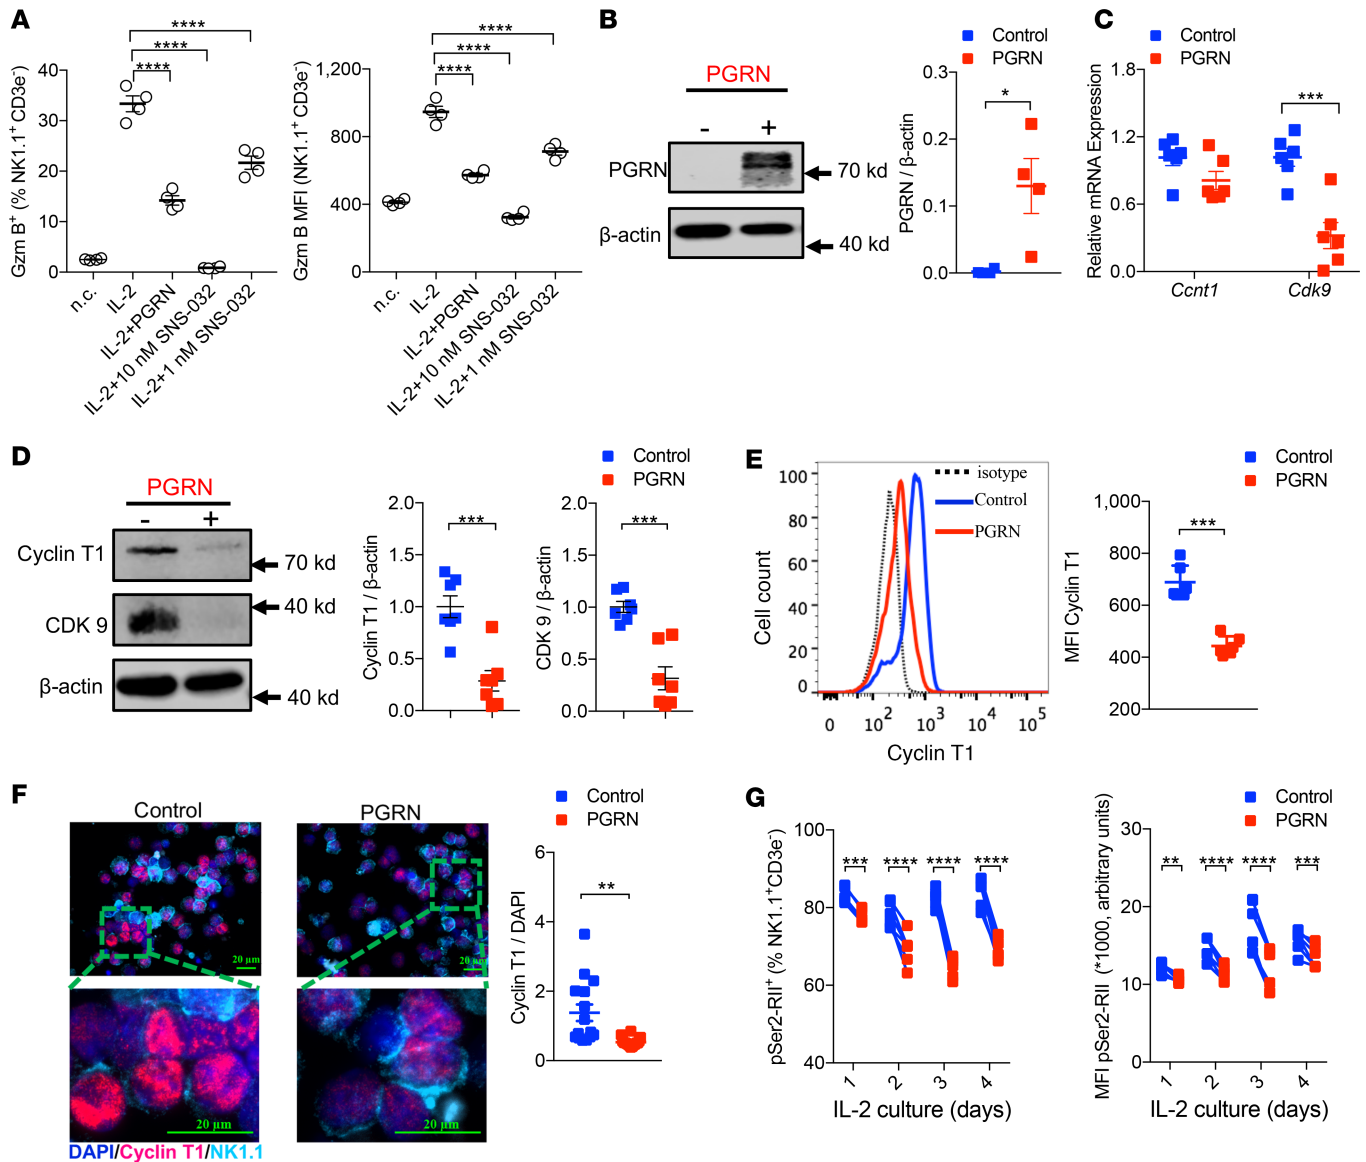 A
****
****
****
Gzm B+ (% NK1.1+ CD3e-)
40
30
20
10
0
n.c.
IL-2
IL-2+PGRN
IL-2+10 nM SNS-032
IL-2+1 nM SNS-032
****
****
****
Gzm B MFI (NK1.1+ CD3e-)
1,200
800
400
0
n.c.
IL-2
IL-2+PGRN
IL-2+10 nM SNS-032
IL-2+1 nM SNS-032
B
PGRN
- +
PGRN
70 kd
β-actin
40 kd
Control
PGRN
PGRN / β-actin
0.3
0.2
0.1
0.0
*
C
Control
PGRN
Relative mRNA Expression
1.8
1.2
0.6
0.0
***
Ccnt1 Cdk9
D
PGRN
- +
Cyclin T1
70 kd
40 kd
CDK 9
β-actin
40 kd
Control
PGRN
Cyclin T1 / β-actin
2.0
1.5
1.0
0.5
0.0
***
CDK 9 / β-actin
2.0
1.5
1.0
0.5
0.0
***
E
Cell count
100
80
60
40
20
0
isotype
Control
PGRN
0 10^2 10^3 10^4 10^5
Cyclin T1
Control
PGRN
MFI Cyclin T1
1,000
800
600
400
200
***
F
Control
PGRN
20 µm
20 µm
20 µm
20 µm
DAPI/Cyclin T1/NK1.1
Control
PGRN
Cyclin T1 / DAPI
6
4
2
0
**
G
pSer2-RII+ (% NK1.1+CD3e-)
100
80
60
40
*** **** **** ****
1 2 3 4
IL-2 culture (days)
Control
PGRN
MFI pSer2-RII (*1000, arbitrary units)
30
20
10
0
** **** **** ***
1 2 3 4
IL-2 culture (days)